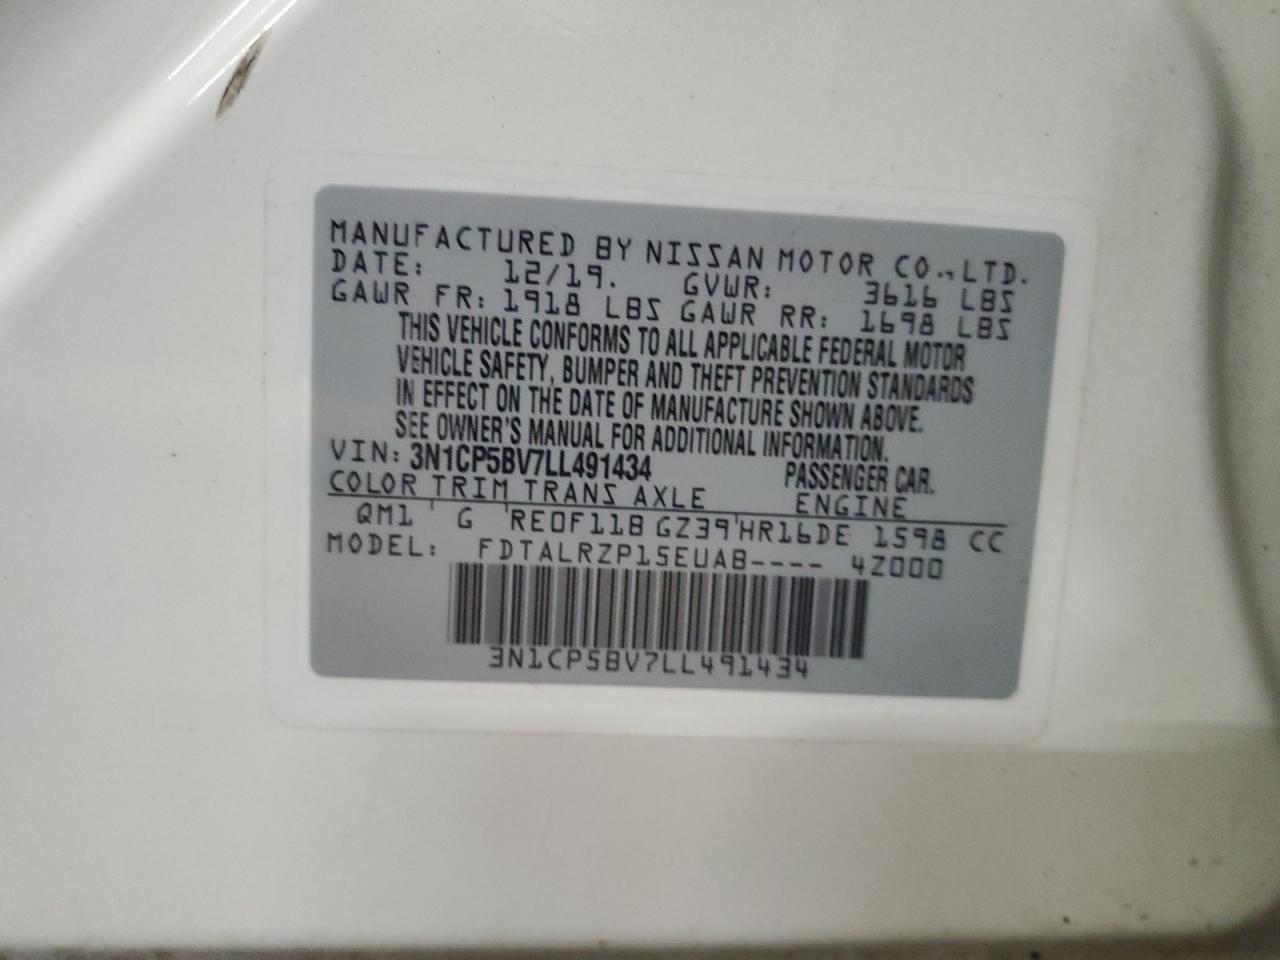 MANUFACTURED BY NISSAN MOTOR CO., LTD.
DATE: 12/19. GVWR: 3616 LBS
GAWR FR: 1918 LBS GAWR RR: 1698 LBS
THIS VEHICLE CONFORMS TO ALL APPLICABLE FEDERAL MOTOR
VEHICLE SAFETY, BUMPER AND THEFT PREVENTION STANDARDS
IN EFFECT ON THE DATE OF MANUFACTURE SHOWN ABOVE.
SEE OWNER'S MANUAL FOR ADDITIONAL INFORMATION.
VIN: 3N1CP5BV7LL491434 PASSENGER CAR.
COLOR TRIM TRANS AXLE ENGINE
QM1 ' G 'RE0F11B GZ39'HR16DE 1598 CC
MODEL: FDTALRZP15EUAB---- 4Z000
3N1CP5BV7LL491434